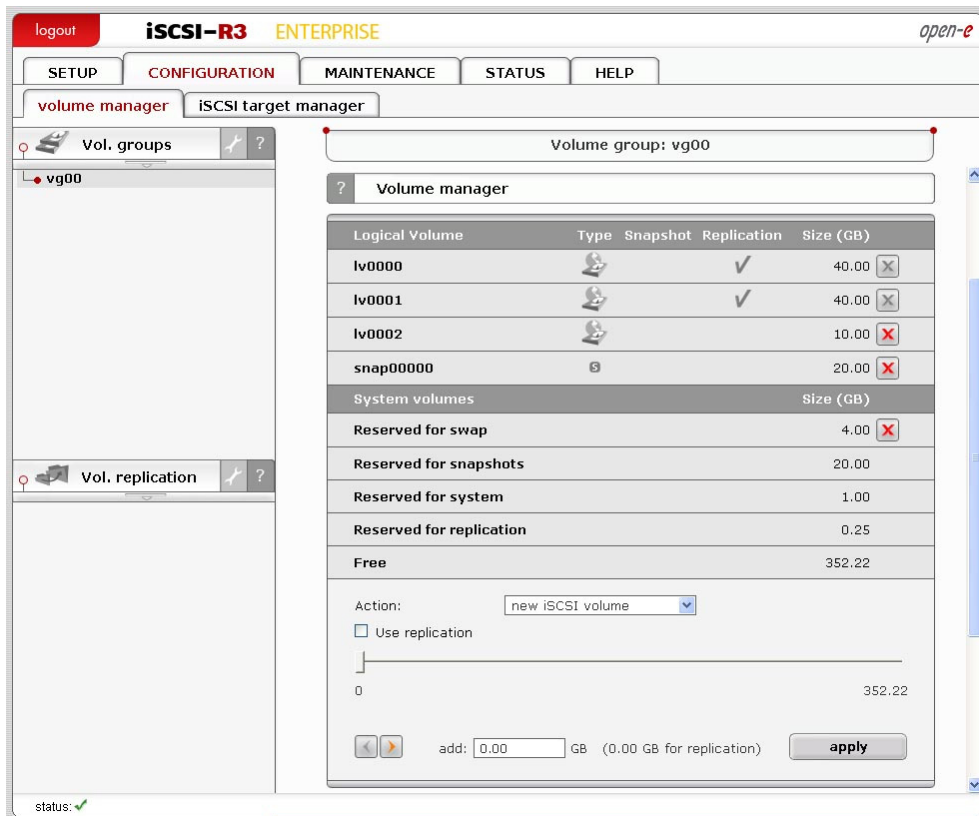 logout iSCSI-R3 ENTERPRISE open-e
SETUP CONFIGURATION MAINTENANCE STATUS HELP
volume manager iSCSI target manager
Vol. groups ?
vg00
Vol. replication ?
Volume group: vg00
? Volume manager
Logical Volume Type Snapshot Replication Size (GB)
lv0000 40.00
lv0001 40.00
lv0002 10.00
snap00000 S 20.00
System volumes Size (GB)
Reserved for swap 4.00
Reserved for snapshots 20.00
Reserved for system 1.00
Reserved for replication 0.25
Free 352.22
Action: new iSCSI volume
Use replication
0 352.22
add: 0.00 GB (0.00 GB for replication) apply
status: